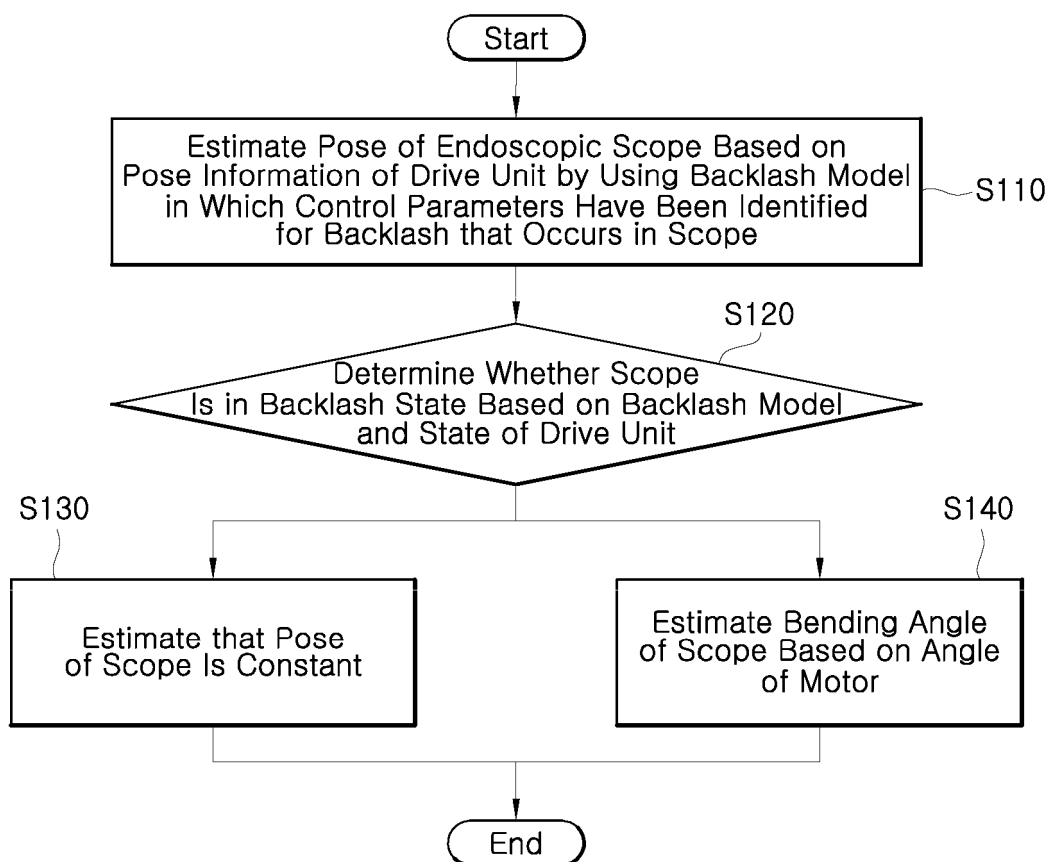 Start
Estimate Pose of Endoscopic Scope Based on
Pose Information of Drive Unit by Using Backlash Model
in Which Control Parameters Have Been Identified
for Backlash that Occurs in Scope
S110
S120
Determine Whether Scope
Is in Backlash State Based on Backlash Model
and State of Drive Unit
S130
S140
Estimate that Pose
of Scope Is Constant
Estimate Bending Angle
of Scope Based on Angle
of Motor
End